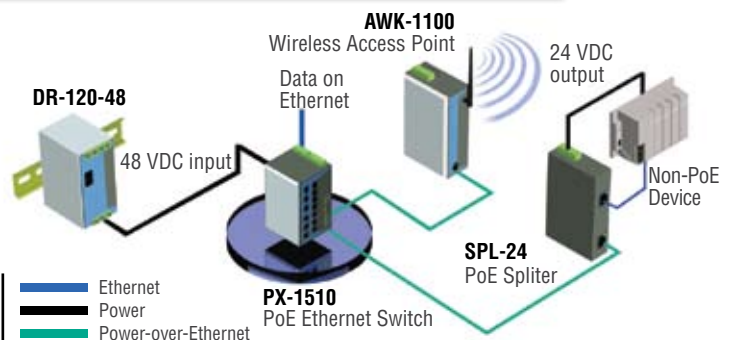 AWK-1100
Wireless Access Point
24 VDC
output
Data on
Ethernet
DR-120-48
48 VDC input
Non-PoE
Device
SPL-24
PoE Spliter
PX-1510
PoE Ethernet Switch
Ethernet
Power
Power-over-Ethernet